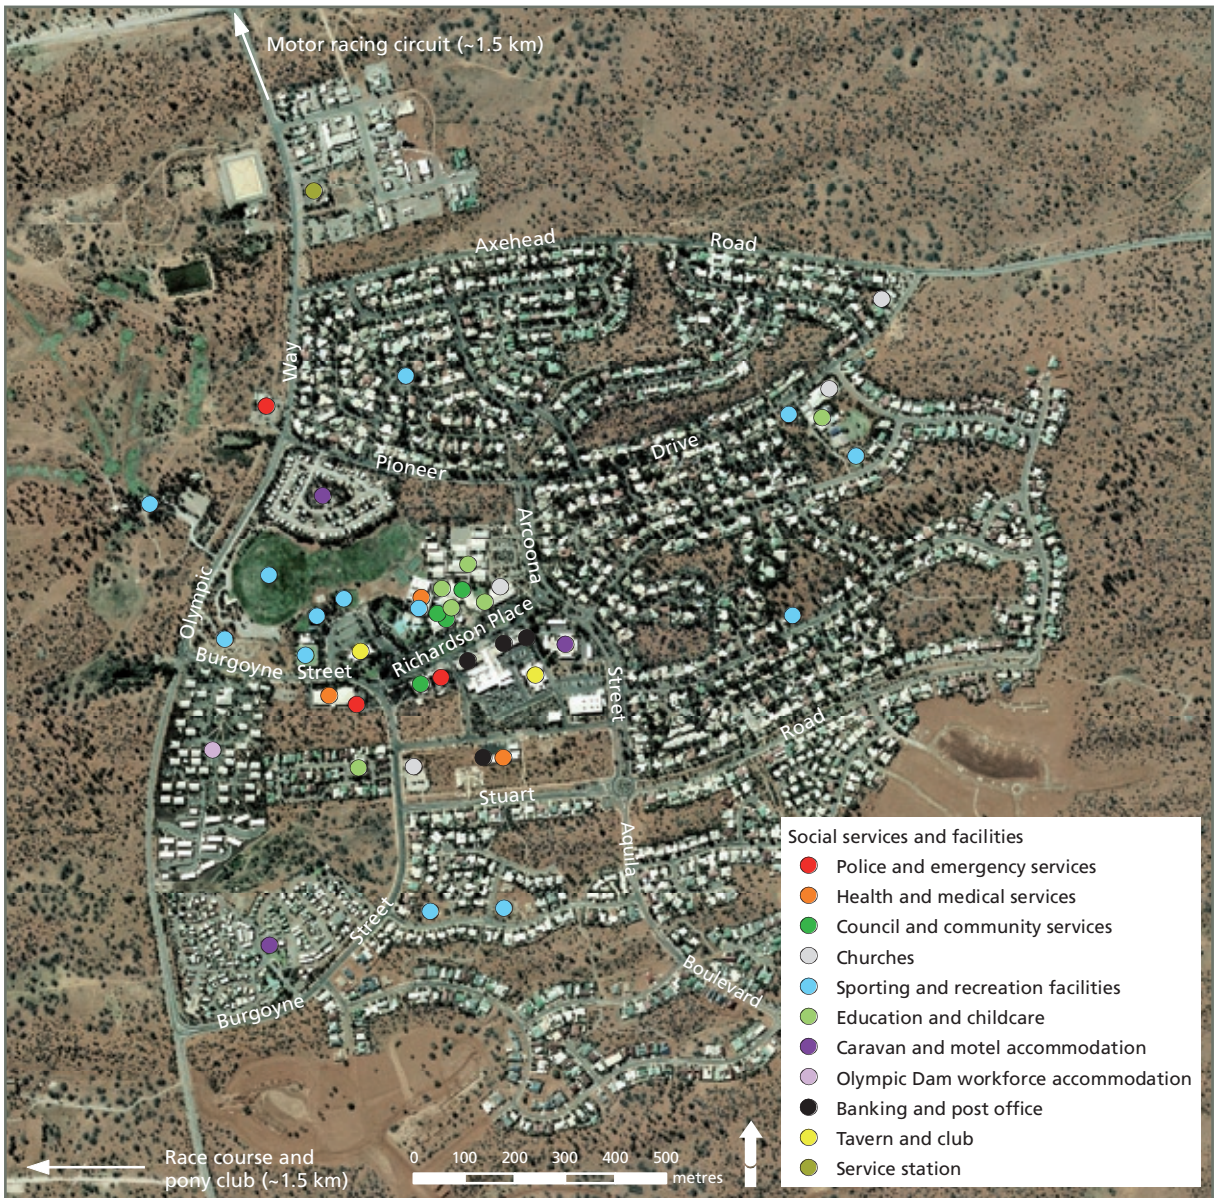 Motor racing circuit (~1.5 km)
Axehead
Road
Way
Pioneer
Drive
Arcoona
Olympic
Richardson Place
Burgoyne
Street
Street
Road
Stuart
Aquila
Street
Boulevard
Burgoyne
Social services and facilities
Police and emergency services
Health and medical services
Council and community services
Churches
Sporting and recreation facilities
Education and childcare
Caravan and motel accommodation
Olympic Dam workforce accommodation
Banking and post office
Tavern and club
Service station
Race course and
pony club (~1.5 km)
0 100 200 300 400 500
metres